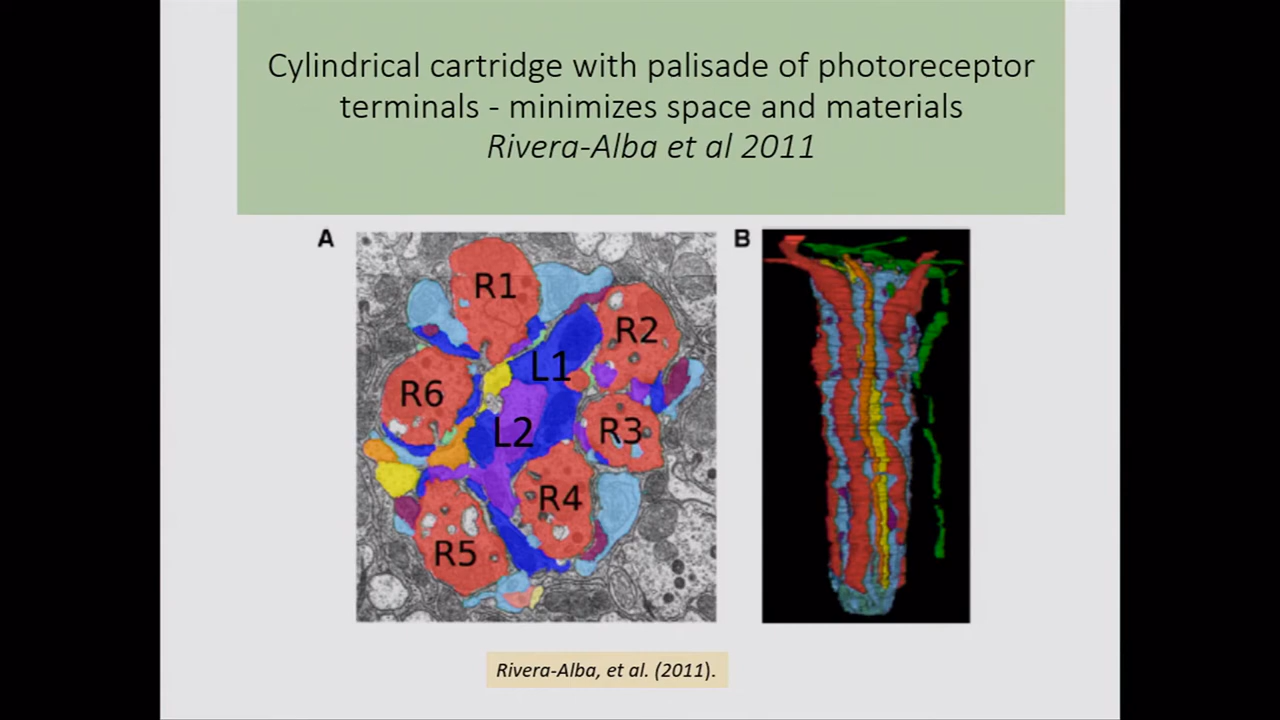 Cylindrical cartridge with palisade of photoreceptor
terminals - minimizes space and materials
Rivera-Alba et al 2011
A
B
R1
R2
L1
R6
L2
R3
R4
R5
Rivera-Alba, et al. (2011).